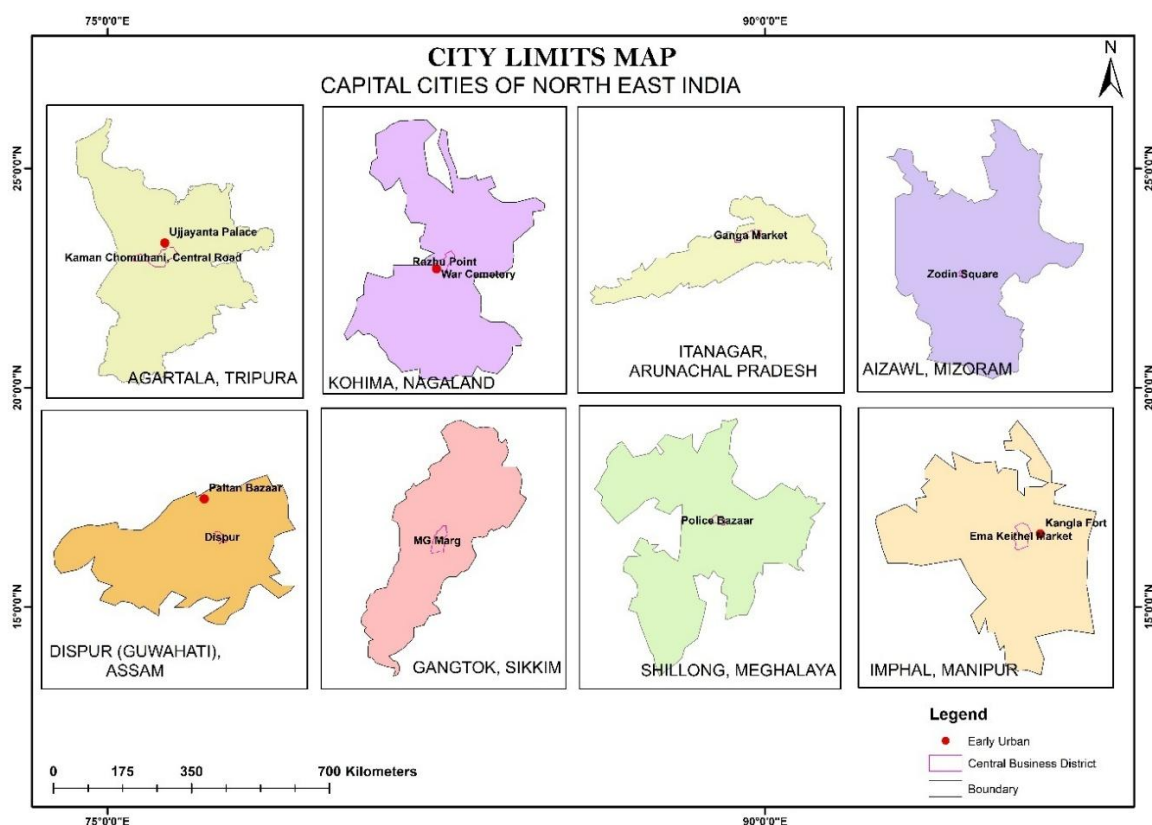 75°0'0"E
90°0'0"E
CITY LIMITS MAP
CAPITAL CITIES OF NORTH EAST INDIA
N
25°0'0"N
25°0'0"N
Ujjayanta Palace
Kaman Chomuhani, Central Road
AGARTALA, TRIPURA
Razhu Point
War Cemetery
KOHIMA, NAGALAND
Ganga Market
ITANAGAR,
ARUNACHAL PRADESH
Zodin Square
AIZAWL, MIZORAM
20°0'0"N
20°0'0"N
Paltan Bazaar
Dispur
DISPUR (GUWAHATI),
ASSAM
MG Marg
GANGTOK, SIKKIM
Police Bazaar
SHILLONG, MEGHALAYA
Kangla Fort
Ema Keithel Market
IMPHAL, MANIPUR
15°0'0"N
15°0'0"N
Legend
Early Urban
Central Business District
Boundary
0 175 350 700 Kilometers
75°0'0"E
90°0'0"E